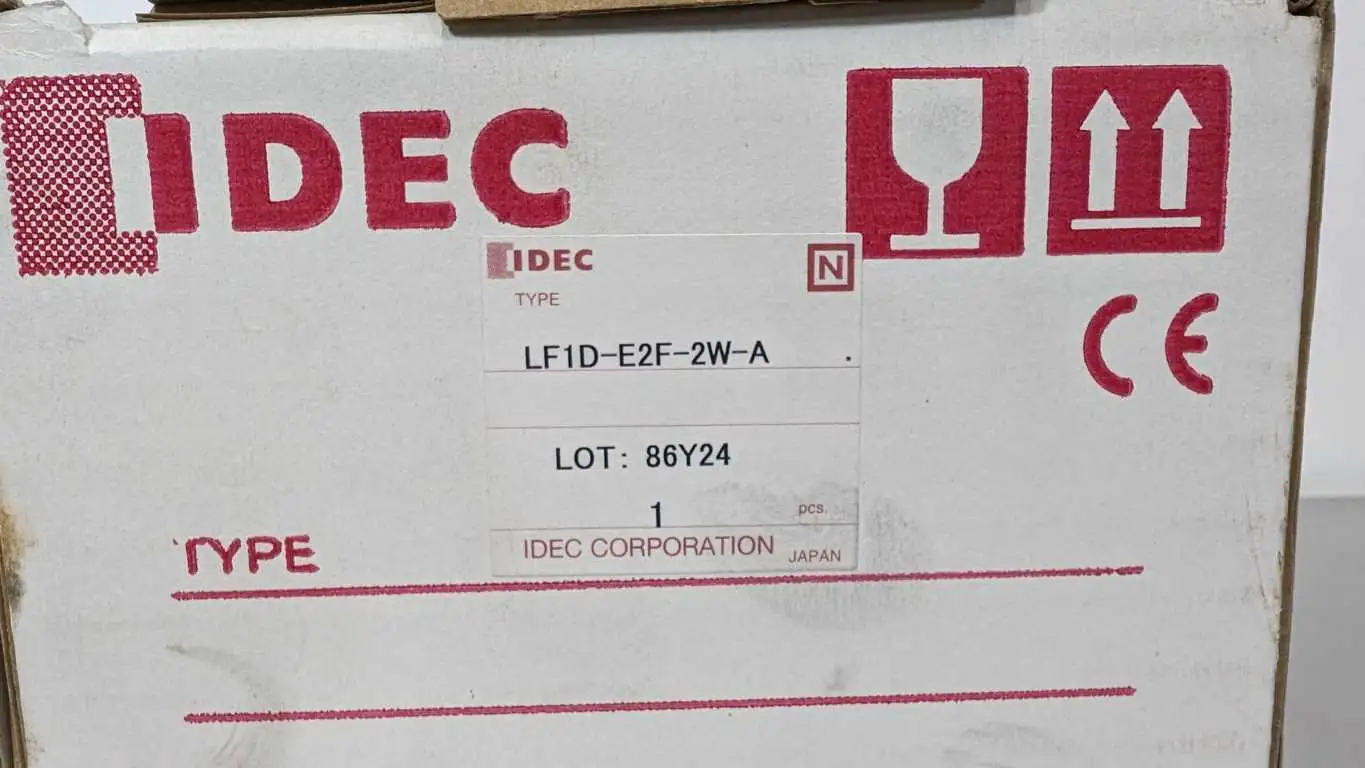 IDEC
IDEC
N
TYPE
CE
LF1D-E2F-2W-A .
LOT: 86Y24
1 pcs.
TYPE
IDEC CORPORATION JAPAN